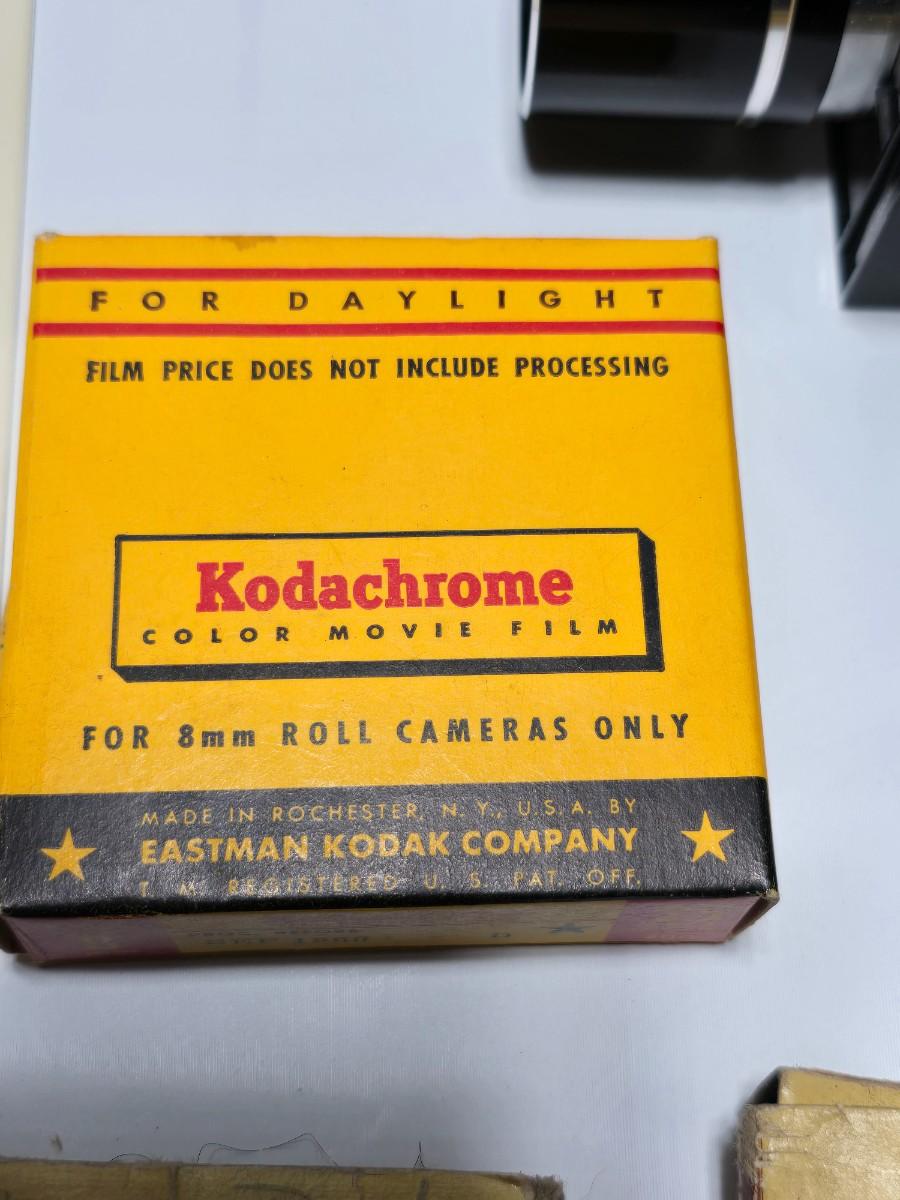 FOR DAYLIGHT
FILM PRICE DOES NOT INCLUDE PROCESSING
Kodachrome
COLOR MOVIE FILM
FOR 8mm ROLL CAMERAS ONLY
MADE IN ROCHESTER, N.Y., U.S.A. BY
EASTMAN KODAK COMPANY
T. M. REGISTERED U. S. PAT. OFF.